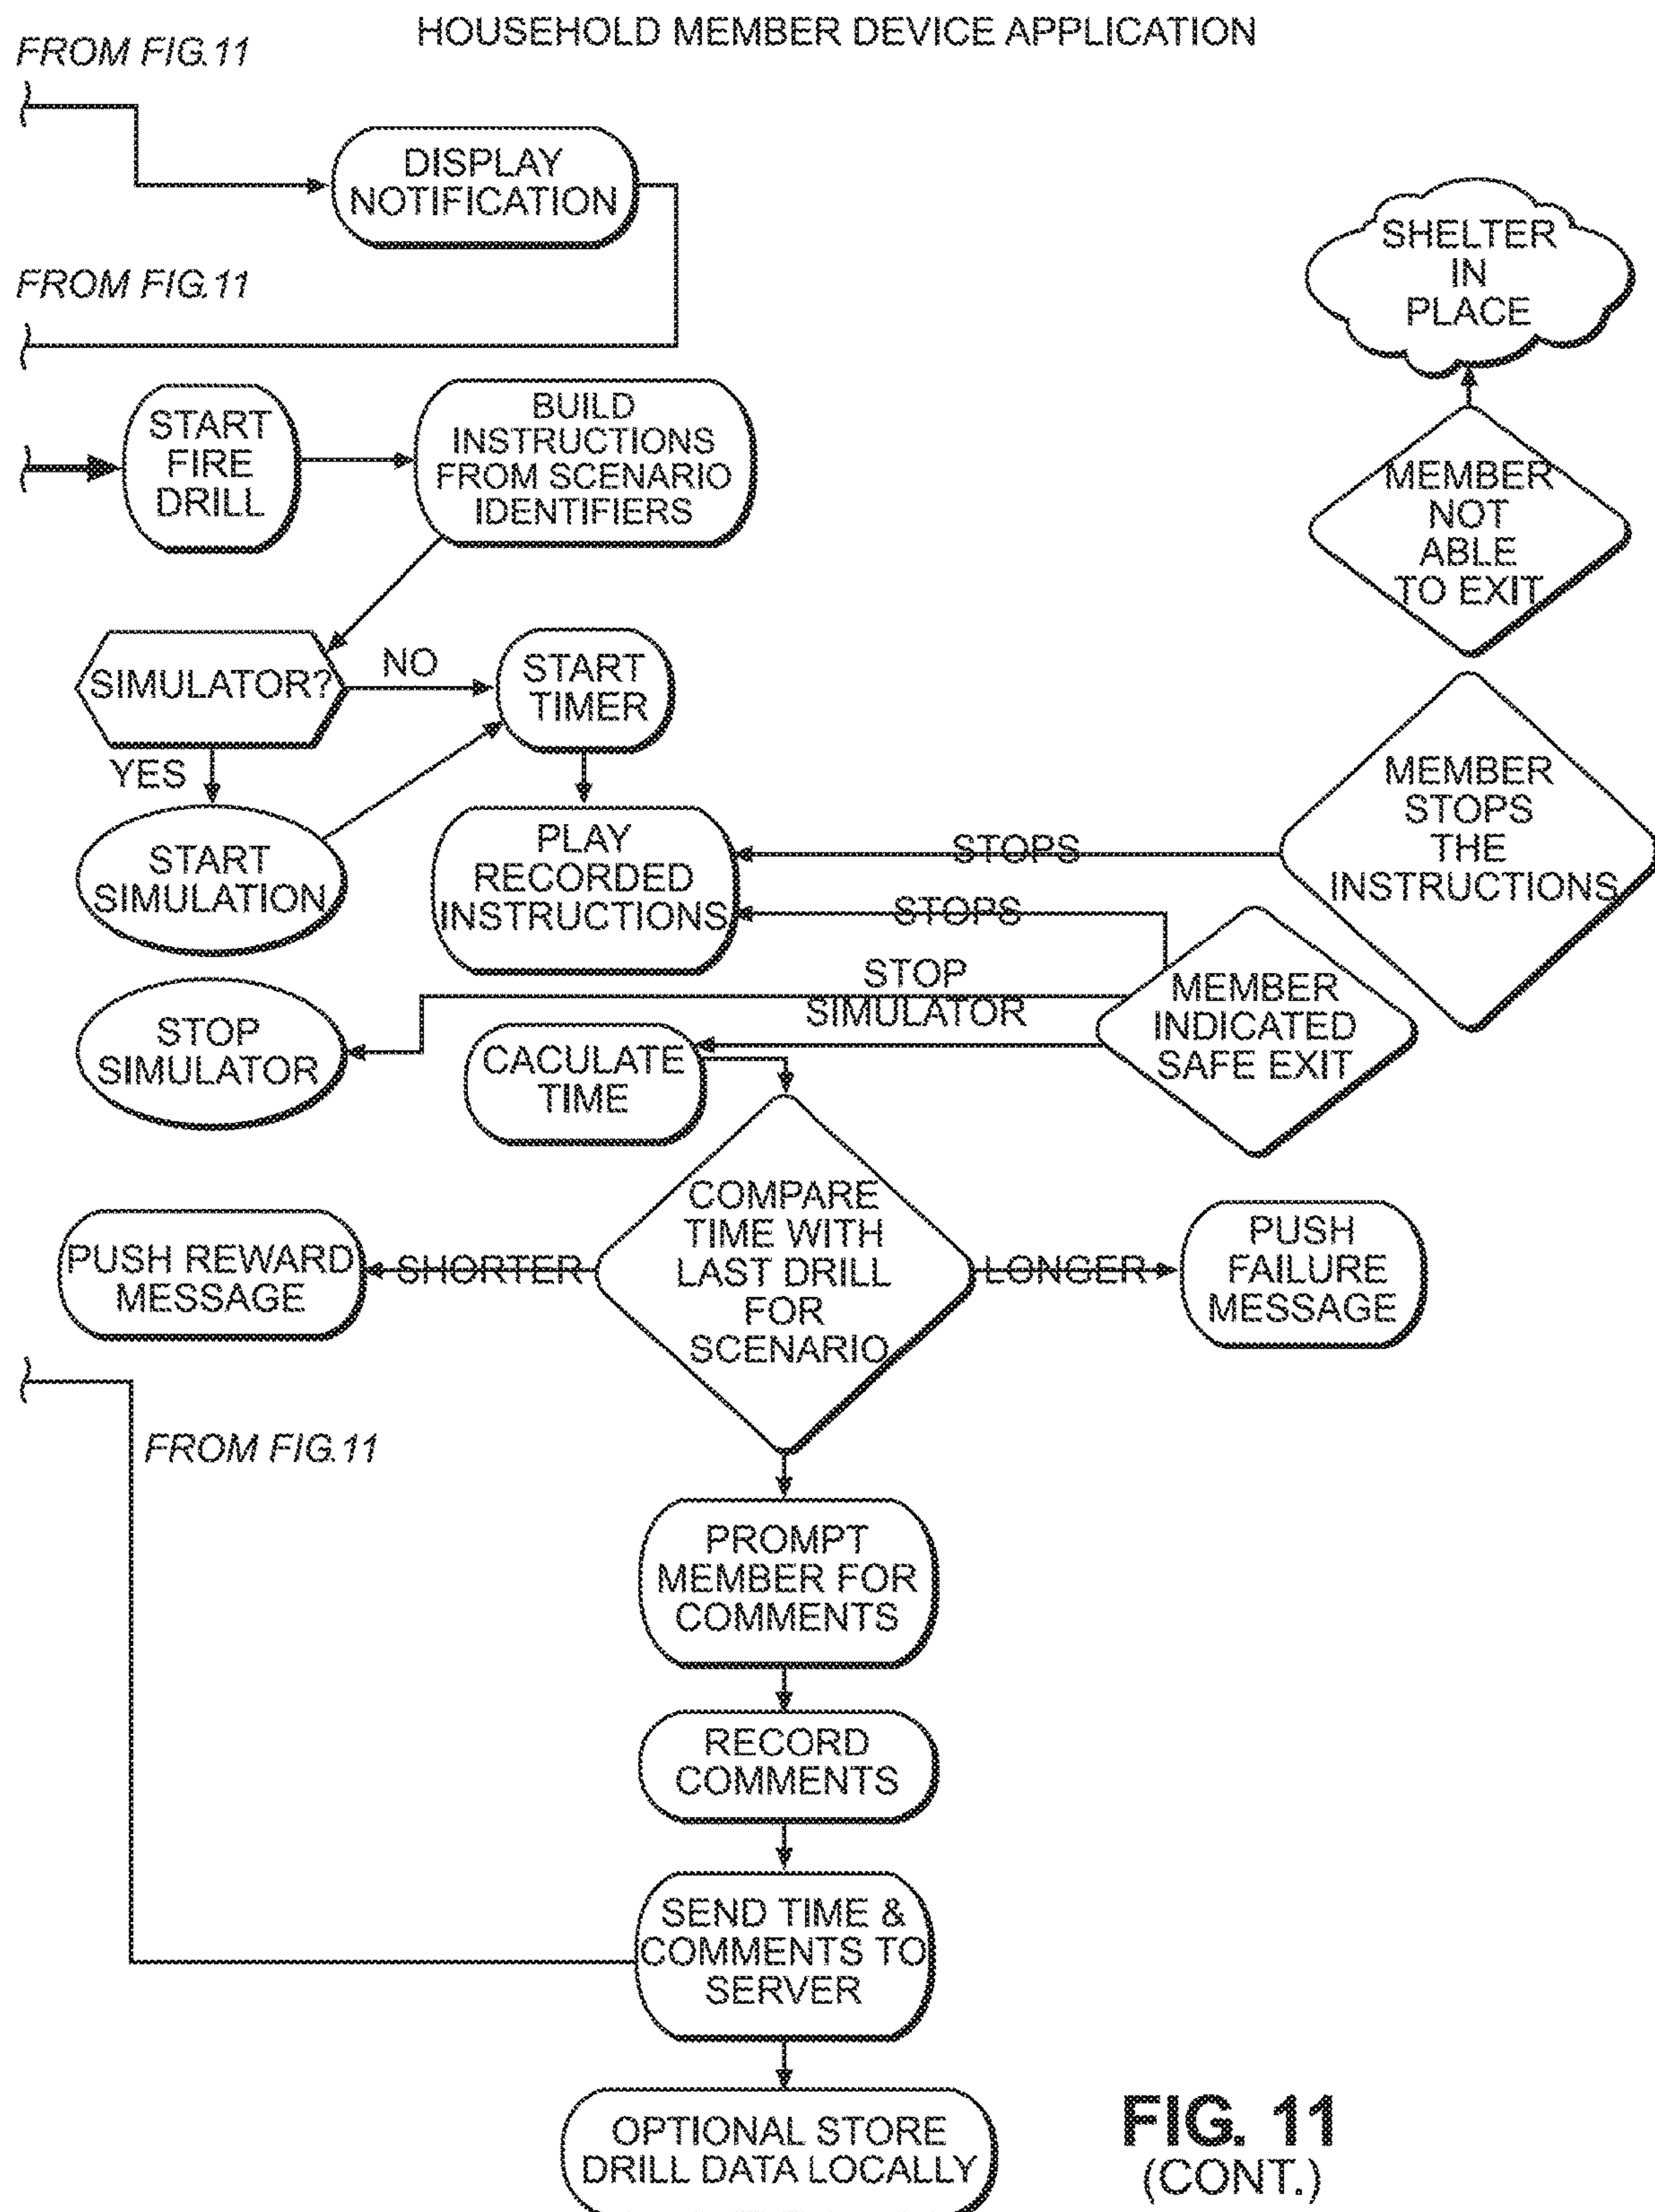 HOUSEHOLD MEMBER DEVICE APPLICATION
FROM FIG.11
DISPLAY
NOTIFICATION
FROM FIG.11
SHELTER
IN
PLACE
START
FIRE
DRILL
BUILD
INSTRUCTIONS
FROM SCENARIO
IDENTIFIERS
MEMBER
NOT
ABLE
TO EXIT
SIMULATOR?
NO
START
TIMER
YES
START
SIMULATION
PLAY
RECORDED
INSTRUCTIONS
STOPS
MEMBER
STOPS
THE
INSTRUCTIONS
STOPS
STOP
SIMULATOR
MEMBER
INDICATED
SAFE EXIT
STOP
SIMULATOR
CACULATE
TIME
COMPARE
TIME WITH
LAST DRILL
FOR
SCENARIO
PUSH REWARD
MESSAGE
SHORTER
LONGER
PUSH
FAILURE
MESSAGE
FROM FIG.11
PROMPT
MEMBER FOR
COMMENTS
RECORD
COMMENTS
SEND TIME &
COMMENTS TO
SERVER
OPTIONAL STORE
DRILL DATA LOCALLY
FIG. 11
(CONT.)